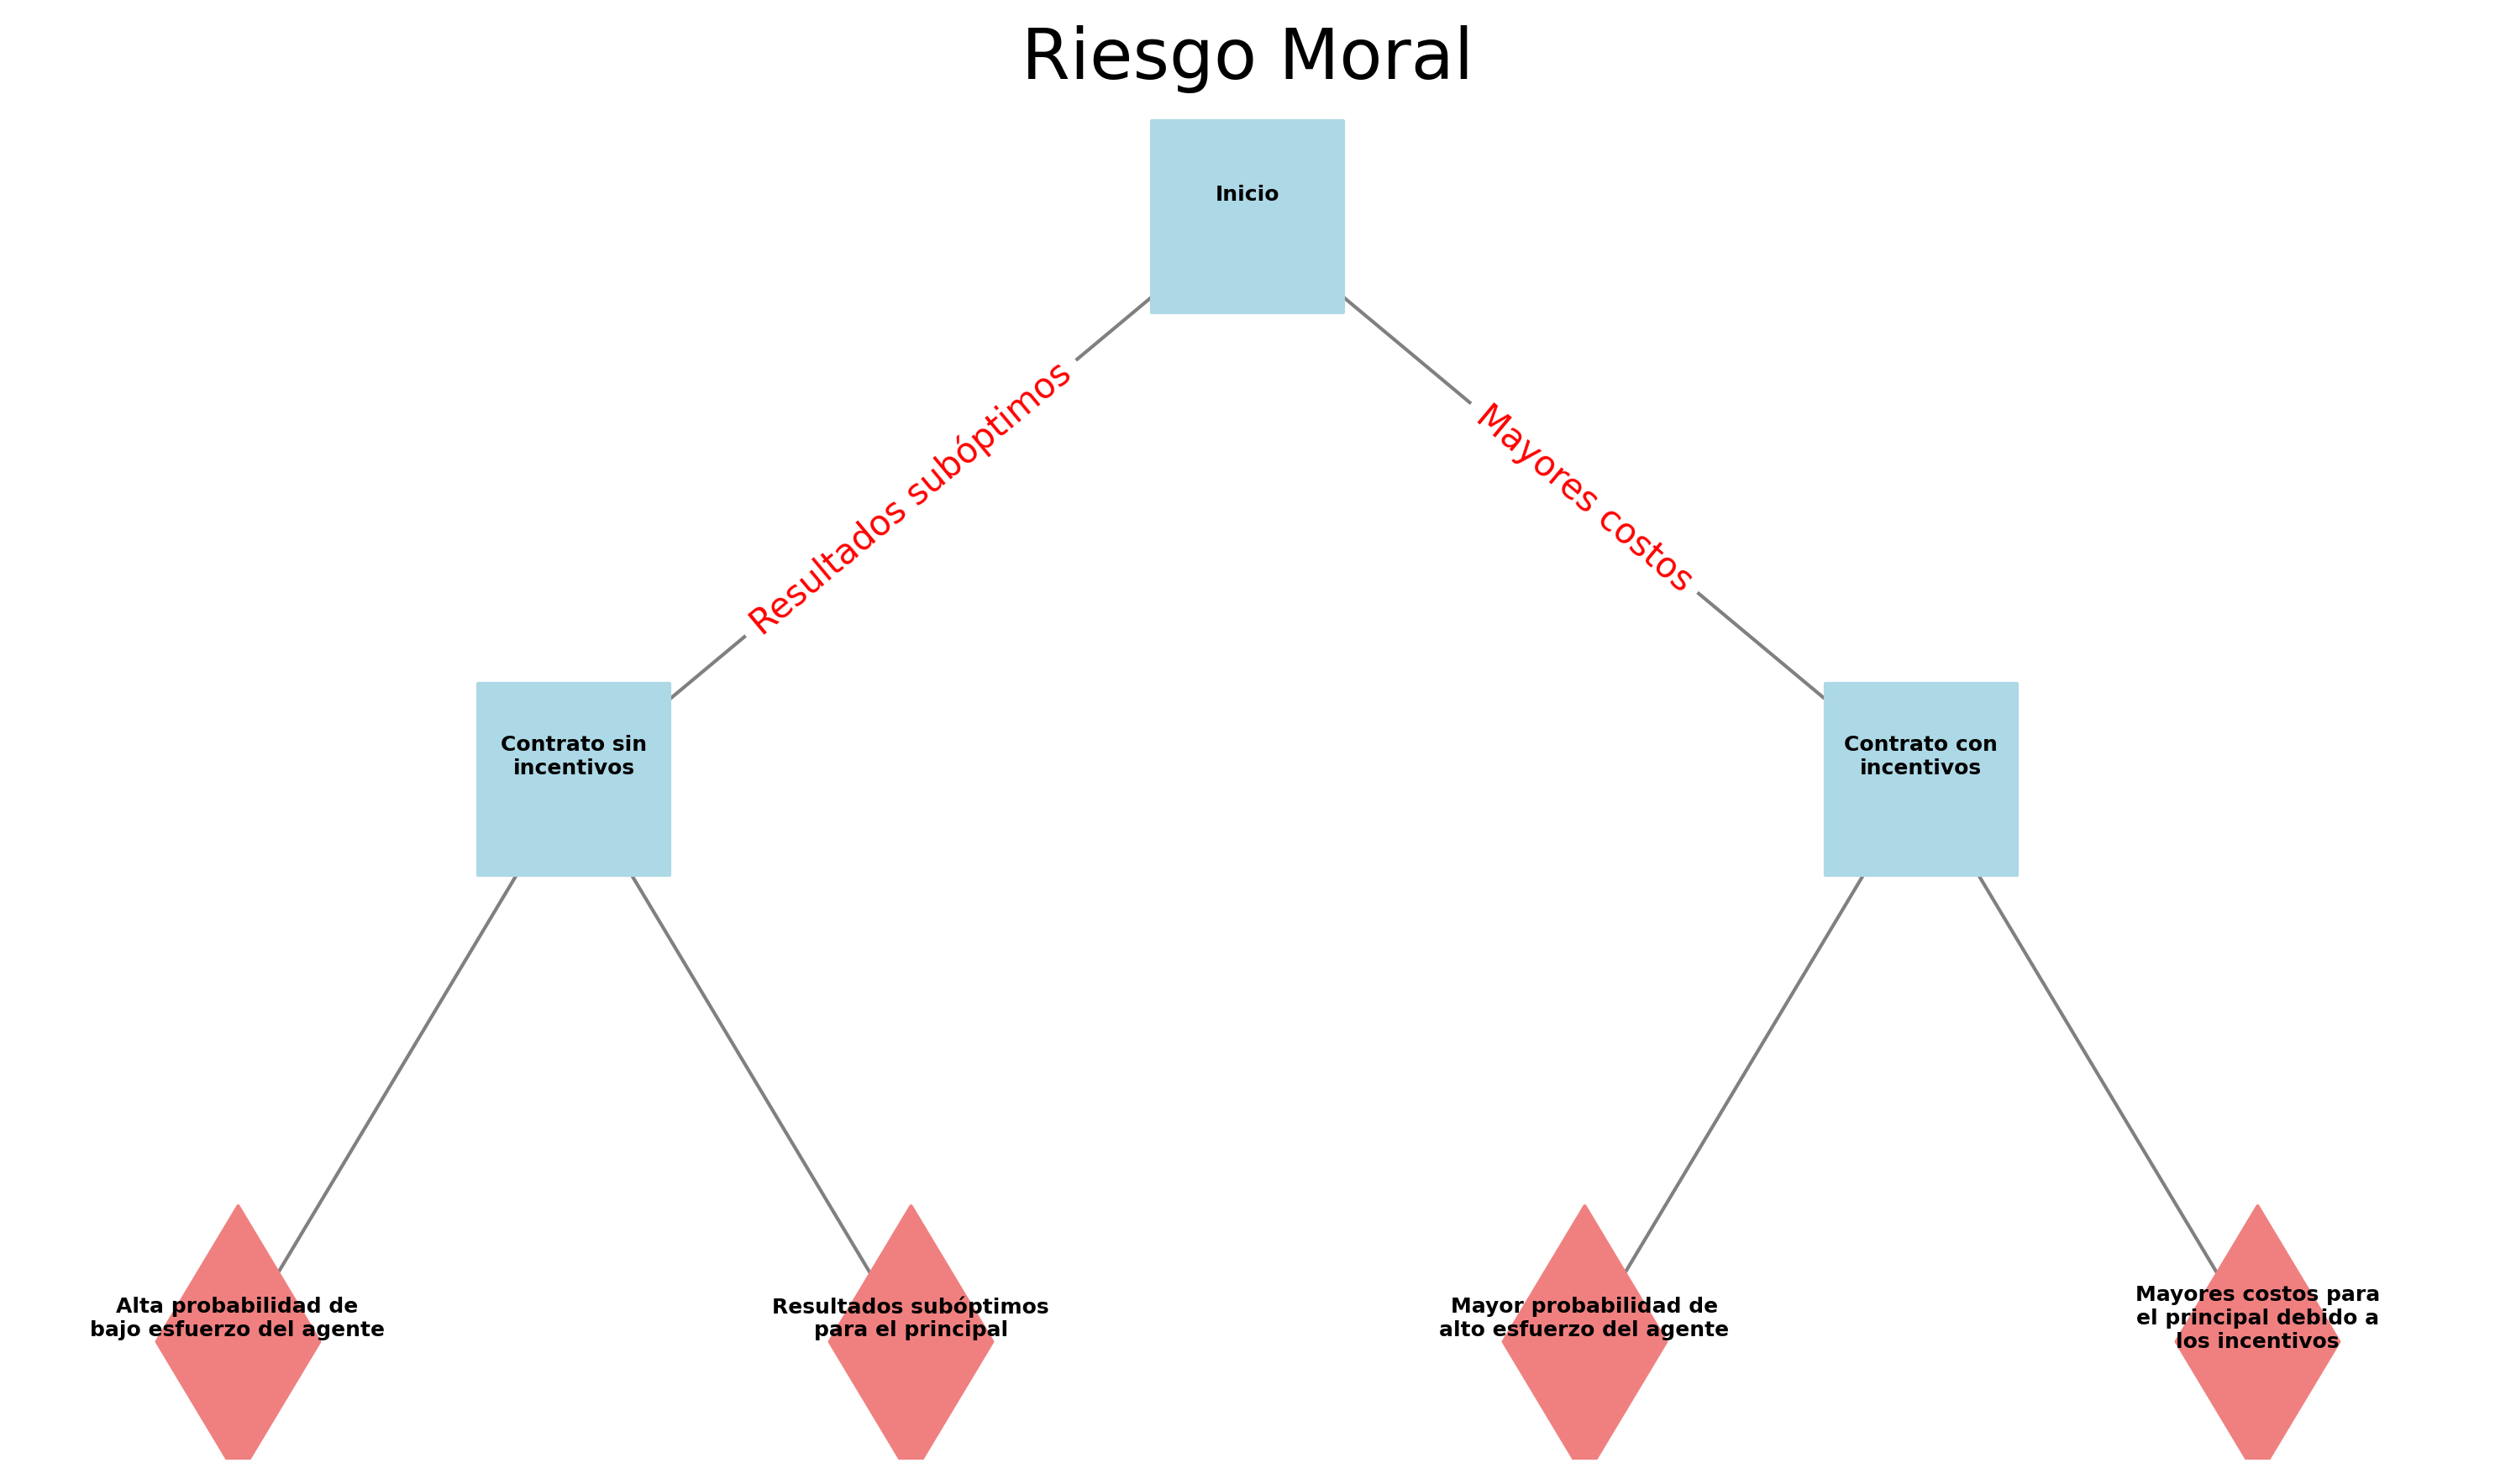 Riesgo Moral
Inicio
Resultados subóptimos
Mayores costos
Contrato sin
incentivos
Contrato con
incentivos
Alta probabilidad de
bajo esfuerzo del agente
Resultados subóptimos
para el principal
Mayor probabilidad de
alto esfuerzo del agente
Mayores costos para
el principal debido a
los incentivos